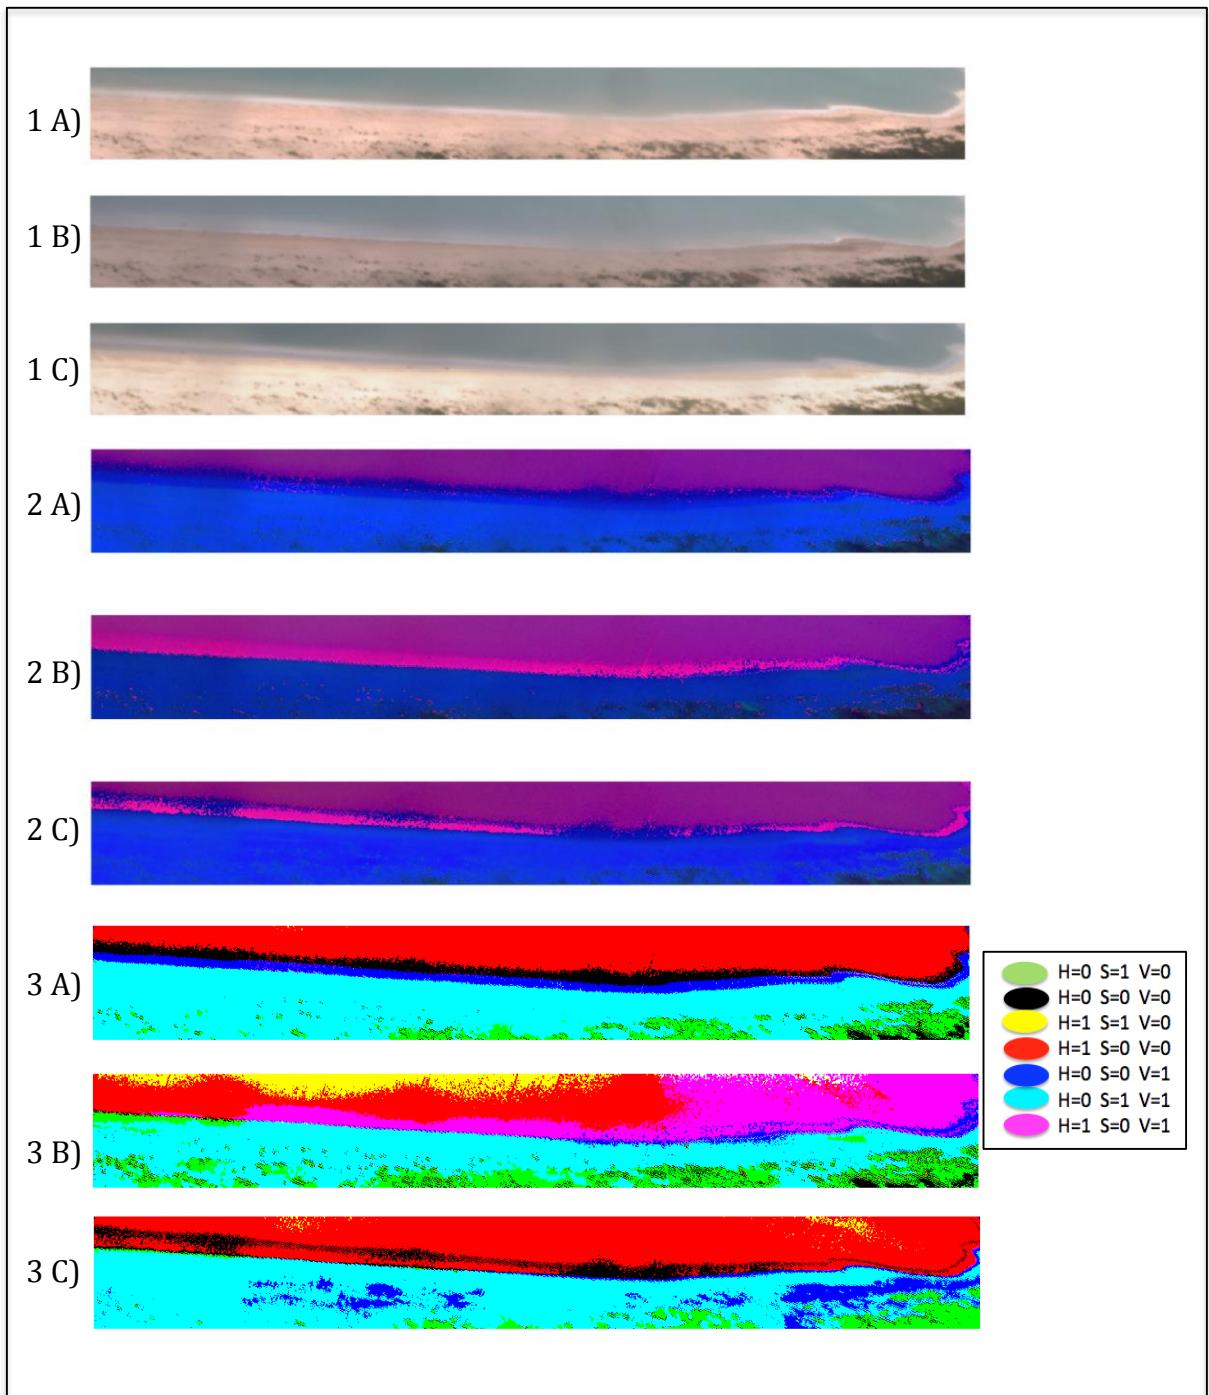 1 A)
1 B)
1 C)
2 A)
2 B)
2 C)
3 A)
H=0 S=1 V=0
H=0 S=0 V=0
H=1 S=1 V=0
H=1 S=0 V=0
H=0 S=0 V=1
H=0 S=1 V=1
H=1 S=0 V=1
3 B)
3 C)